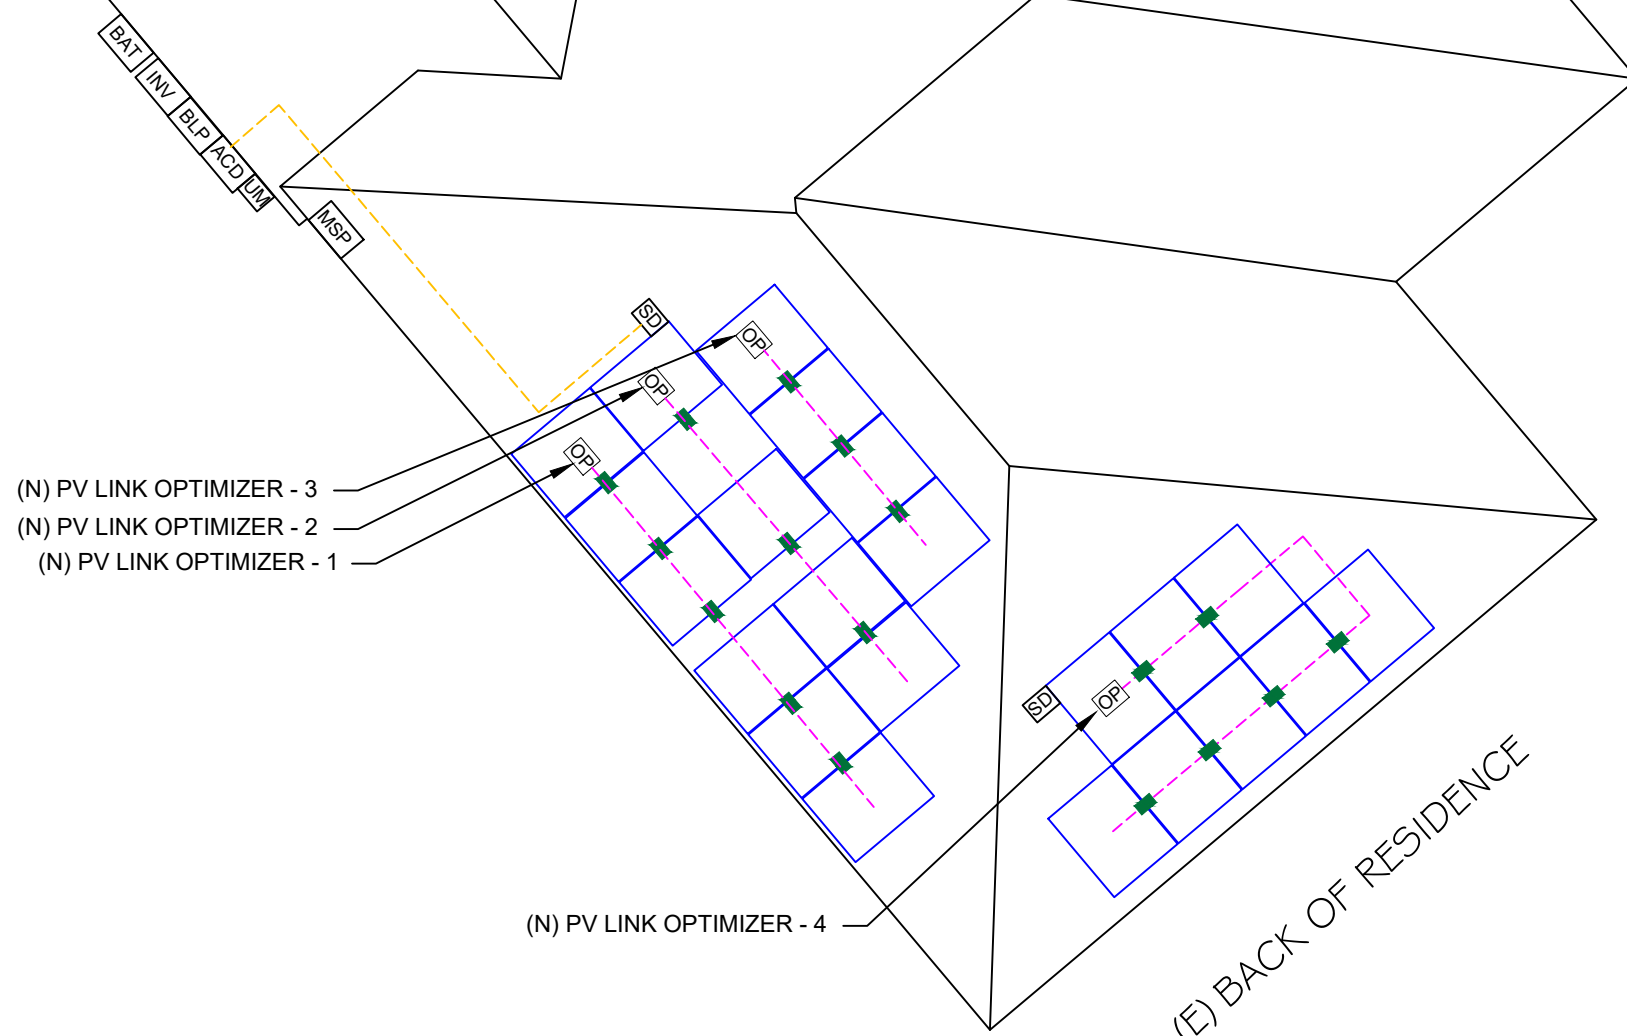 BAT
INV
BLP
ACD
UM
MSP
SD
OP
OP
OP
(N) PV LINK OPTIMIZER - 3
(N) PV LINK OPTIMIZER - 2
(N) PV LINK OPTIMIZER - 1
SD
OP
(N) PV LINK OPTIMIZER - 4
(E) BACK OF RESIDENCE